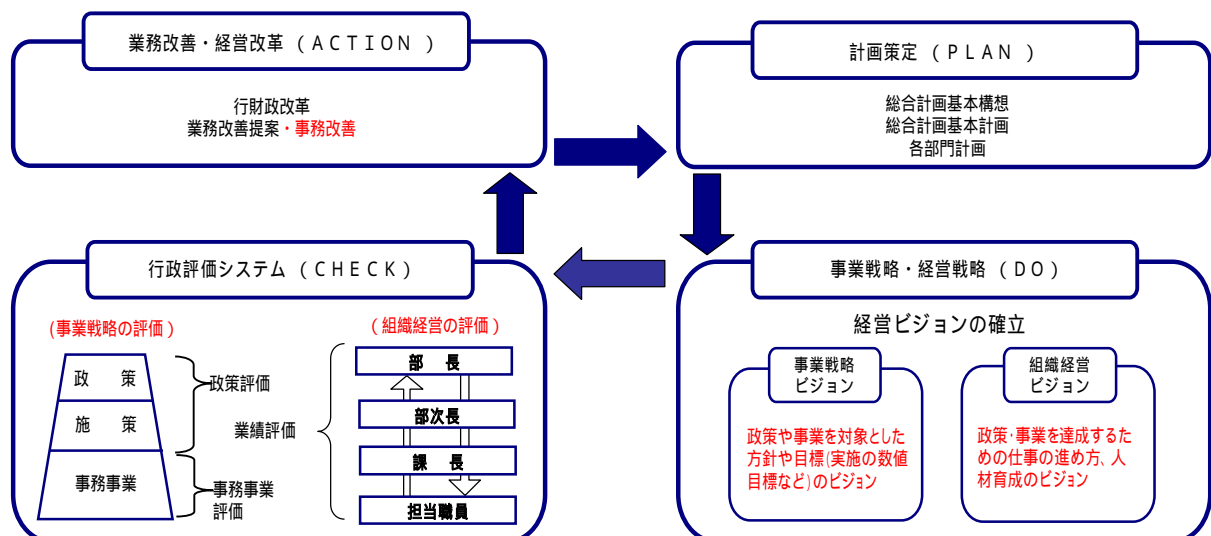 業務改善・経営改革 （ＡＣＴＩＯＮ）
行財政改革
業務改善提案・事務改善
計画策定 （ＰＬＡＮ）
総合計画基本構想
総合計画基本計画
各部門計画
行政評価システム （ＣＨＥＣＫ）
(事業戦略の評価）
政　策
施　策
事務事業
政策評価
事務事業
評価
（組織経営の評価）
業績評価
部　長
部次長
課　長
担当職員
事業戦略・経営戦略 （ＤＯ）
経営ビジョンの確立
事業戦略
ビジョン
政策や事業を対象とした
方針や目標(実施の数値
目標など)のビジョン
組織経営
ビジョン
政策・事業を達成するた
めの仕事の進め方、人
材育成のビジョン